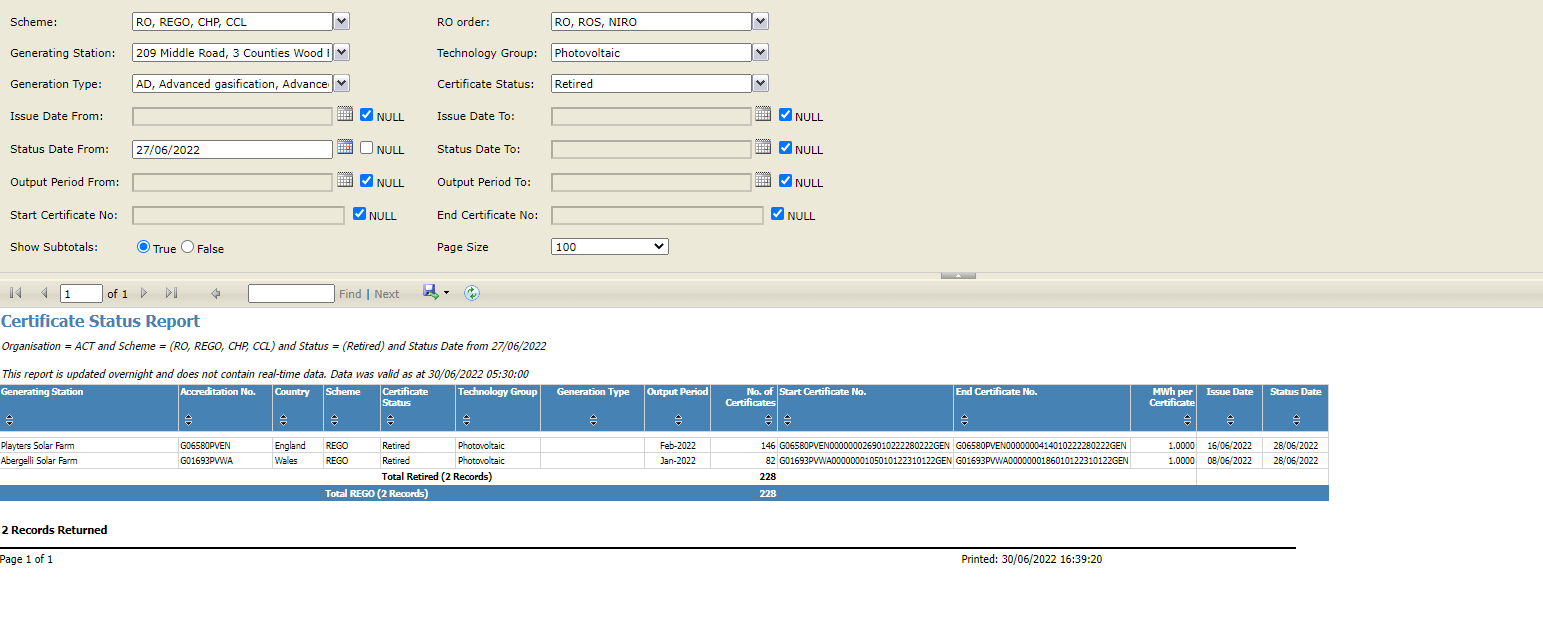 Scheme: RO, REGO, CHP, CCL RO order: RO, ROS, NIRO
Generating Station: 209 Middle Road, 3 Counties Wood Technology Group: Photovoltaic
Generation Type: AD, Advanced gasification, Advance Certificate Status: Retired
Issue Date From: NULL Issue Date To: NULL
Status Date From: 27/06/2022 NULL Status Date To: NULL
Output Period From: NULL Output Period To: NULL
Start Certificate No: NULL End Certificate No: NULL
Show Subtotals: True False Page Size 100
1 of 1 Find | Next
Certificate Status Report
Organisation = ACT and Scheme = (RO, REGO, CHP, CCL) and Status = (Retired) and Status Date from 27/06/2022
This report is updated overnight and does not contain real-time data. Data was valid as at 30/06/2022 05:30:00
Generating Station Accreditation No. Country Scheme Certificate Status Technology Group Generation Type Output Period No. of Certificates Start Certificate No. End Certificate No. MWh per Certificate Issue Date Status Date
Playters Solar Farm G06580PVEN England REGO Retired Photovoltaic Feb-2022 146 G06580PVEN0000000269010222280222GEN G06580PVEN0000000414010222280222GEN 1.0000 16/06/2022 28/06/2022
Abergelli Solar Farm G01693PVWA Wales REGO Retired Photovoltaic Jan-2022 82 G01693PVWA0000000105010122310122GEN G01693PVWA0000000186010122310122GEN 1.0000 08/06/2022 28/06/2022
Total Retired (2 Records) 228
Total REGO (2 Records) 228
2 Records Returned
Page 1 of 1 Printed: 30/06/2022 16:39:20